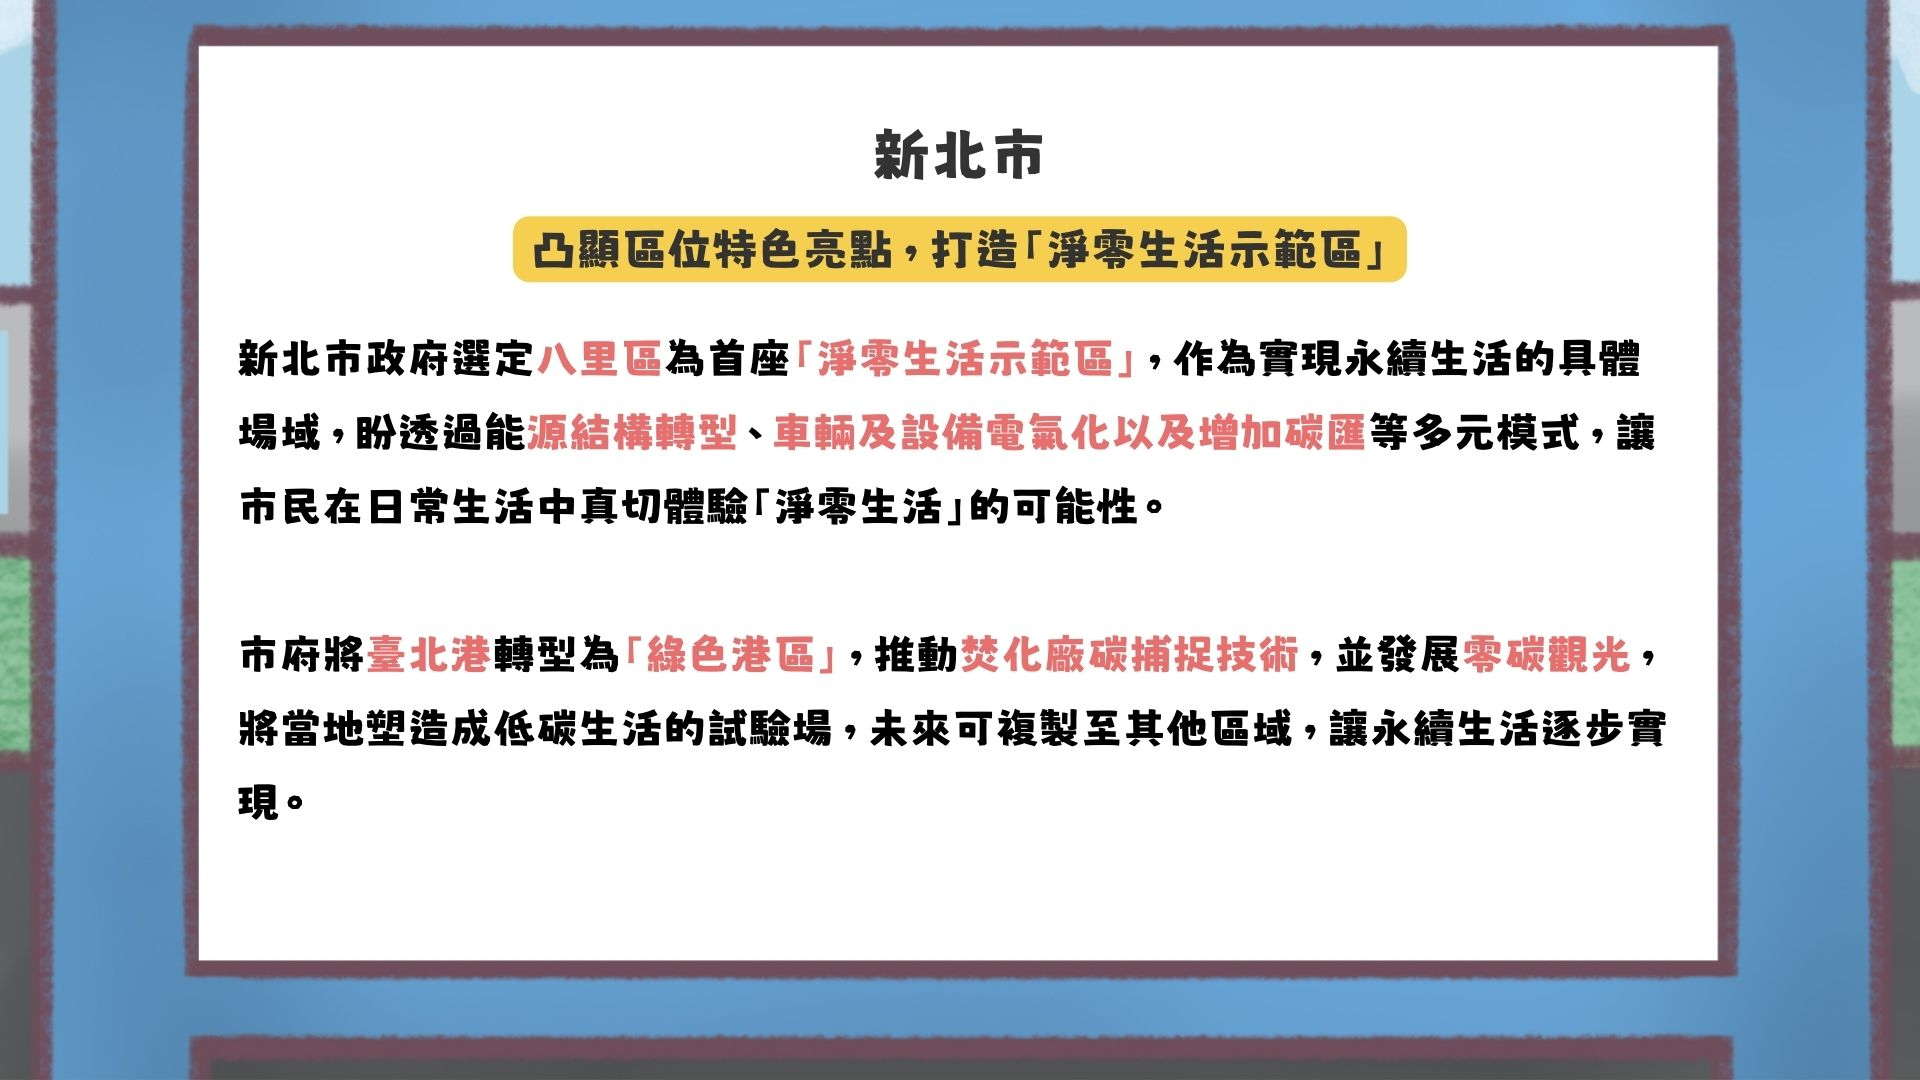 新北市
凸顯區位特色亮點，打造「淨零生活示範區」
新北市政府選定八里區為首座「淨零生活示範區」，作為實現永續生活的具體
場域，盼透過能源結構轉型、車輛及設備電氣化以及增加碳匯等多元模式，讓
市民在日常生活中真切體驗「淨零生活」的可能性。
市府將臺北港轉型為「綠色港區」，推動焚化廠碳捕捉技術，並發展零碳觀光，
將當地塑造成低碳生活的試驗場，未來可複製至其他區域，讓永續生活逐步實
現。